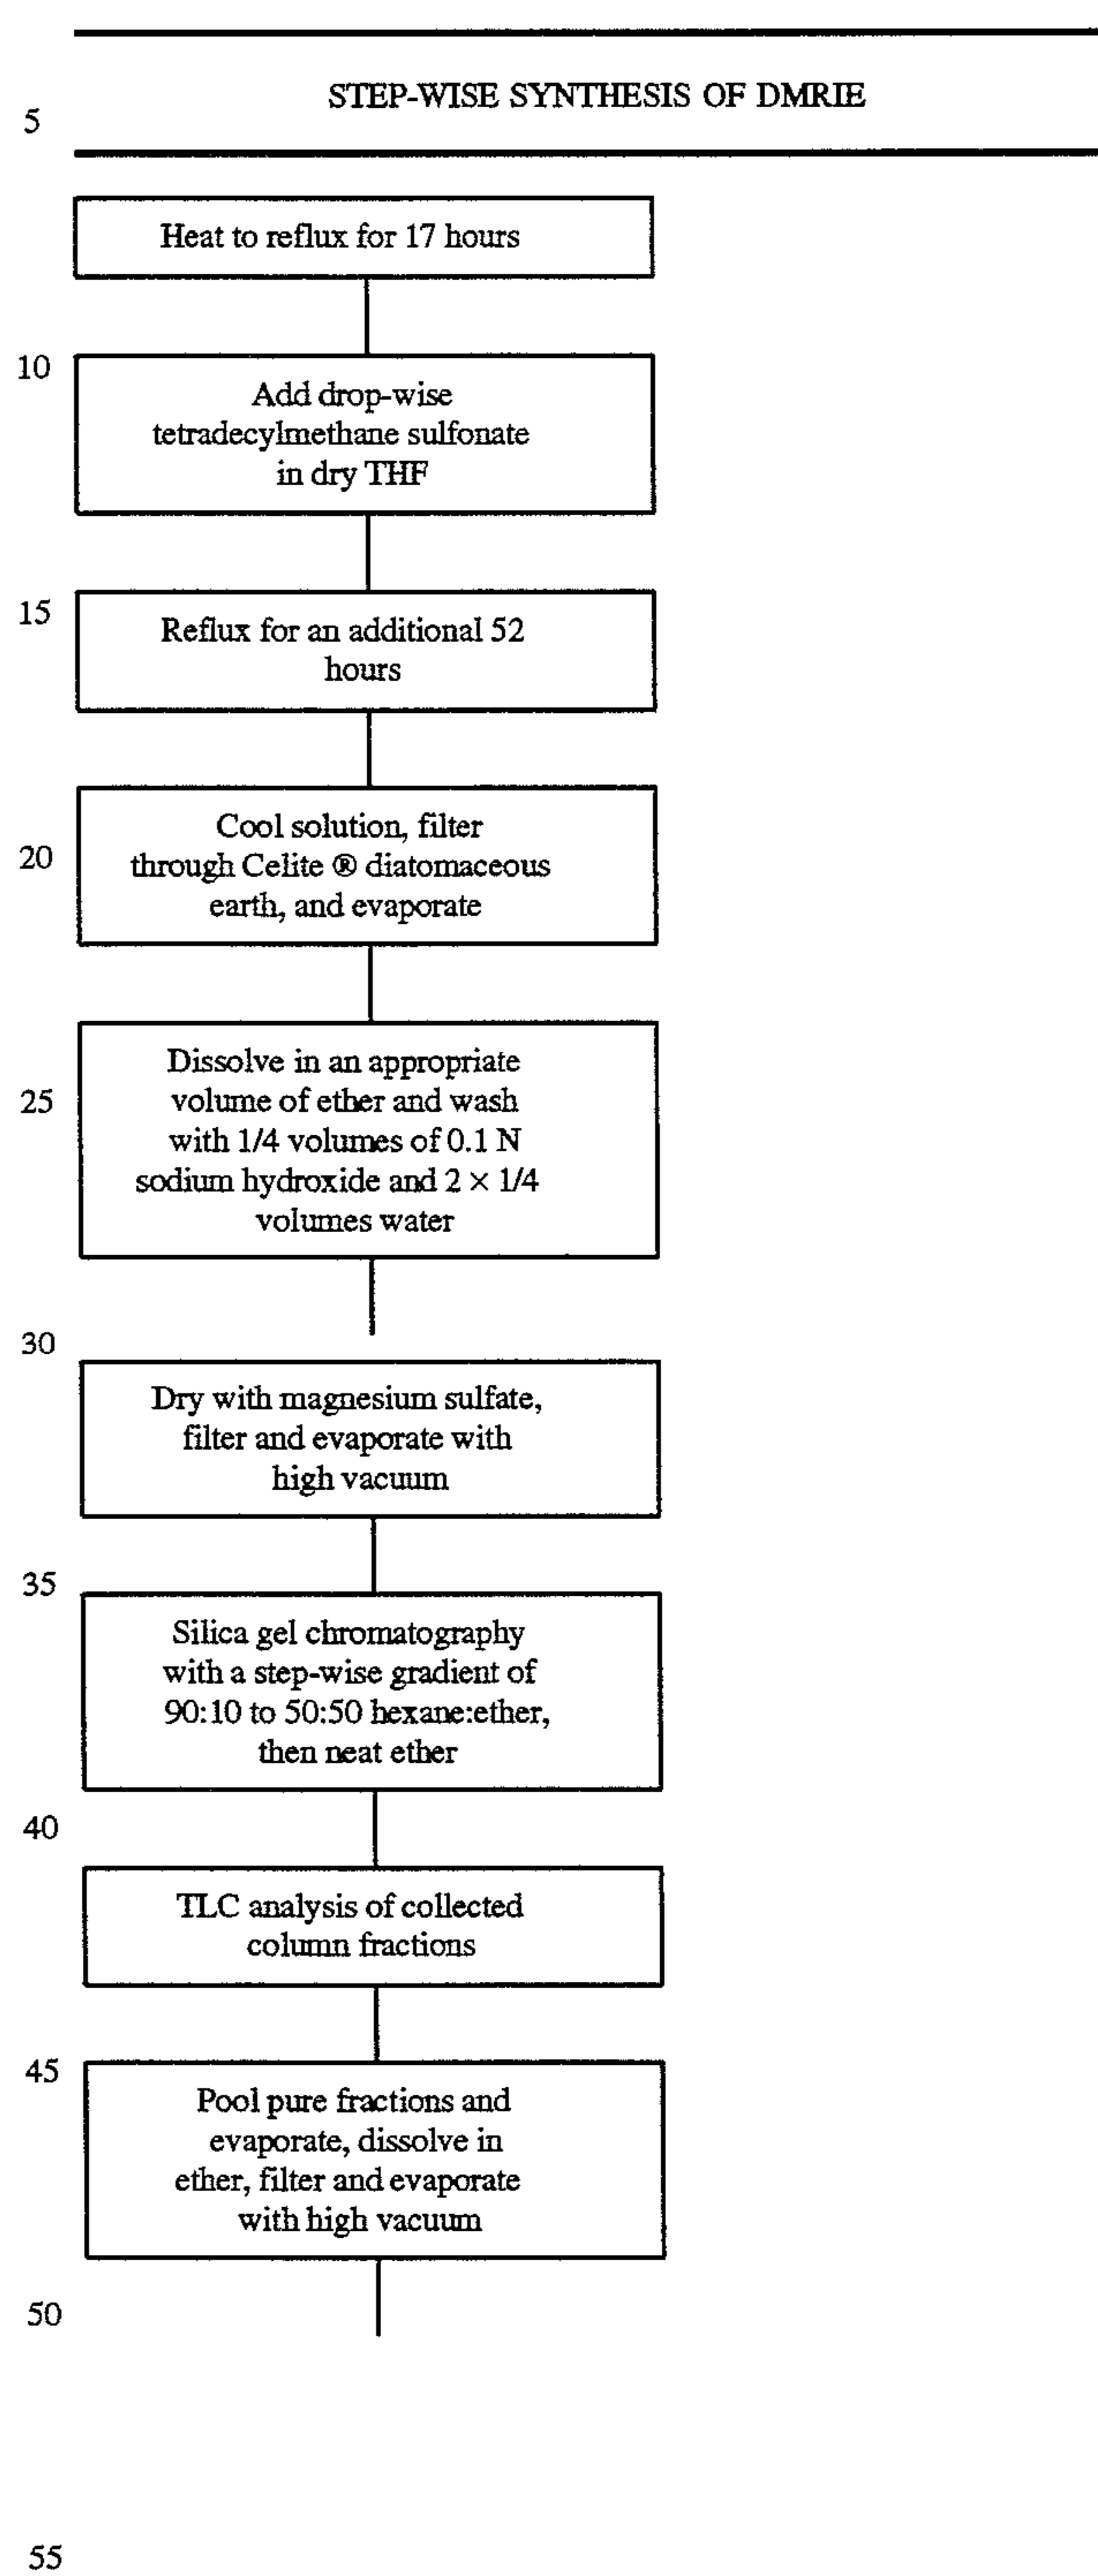 STEP-WISE SYNTHESIS OF DMRIE
5
Heat to reflux for 17 hours
10
Add drop-wise
tetradecylmethane sulfonate
in dry THF
15
Reflux for an additional 52
hours
Cool solution, filter
20
through Celite ® diatomaceous
earth, and evaporate
Dissolve in an appropriate
25
volume of ether and wash
with 1/4 volumes of 0.1 N
sodium hydroxide and 2 × 1/4
volumes water
30
Dry with magnesium sulfate,
filter and evaporate with
high vacuum
35
Silica gel chromatography
with a step-wise gradient of
90:10 to 50:50 hexane:ether,
then neat ether
40
TLC analysis of collected
column fractions
45
Pool pure fractions and
evaporate, dissolve in
ether, filter and evaporate
with high vacuum
50
55